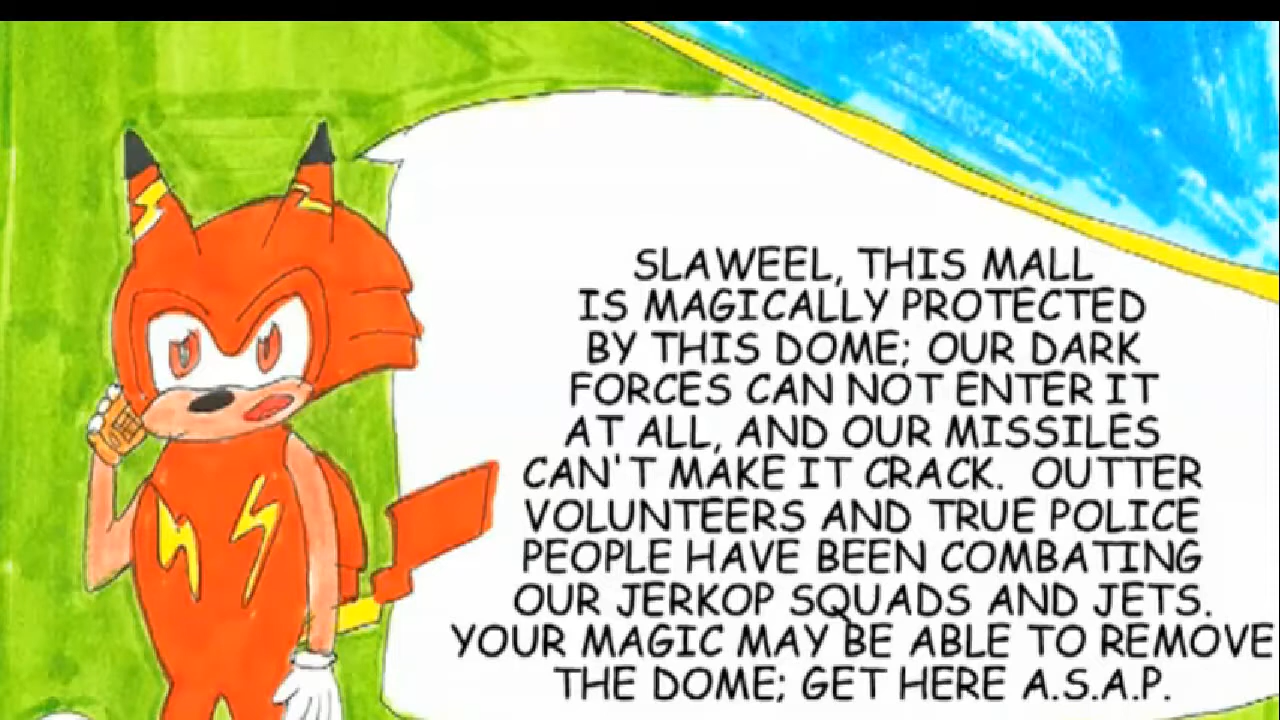 SLAWEEL, THIS MALL
IS MAGICALLY PROTECTED
BY THIS DOME; OUR DARK
FORCES CAN NOT ENTER IT
AT ALL, AND OUR MISSILES
CAN'T MAKE IT CRACK. OUTTER
VOLUNTEERS AND TRUE POLICE
PEOPLE HAVE BEEN COMBATING
OUR JERKOP SQUADS AND JETS.
YOUR MAGIC MAY BE ABLE TO REMOVE
THE DOME; GET HERE A.S.A.P.